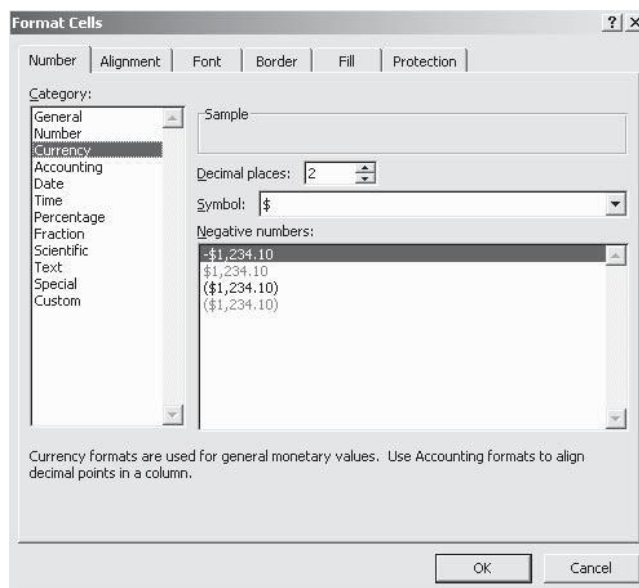 Format Cells
Number Alignment Font Border Fill Protection
Category:
General
Number
Currency
Accounting
Date
Time
Percentage
Fraction
Scientific
Text
Special
Custom
Sample
Decimal places: 2
Symbol: $
Negative numbers:
-$1,234.10
$1,234.10
($1,234.10)
($1,234.10)
Currency formats are used for general monetary values. Use Accounting formats to align
decimal points in a column.
OK Cancel